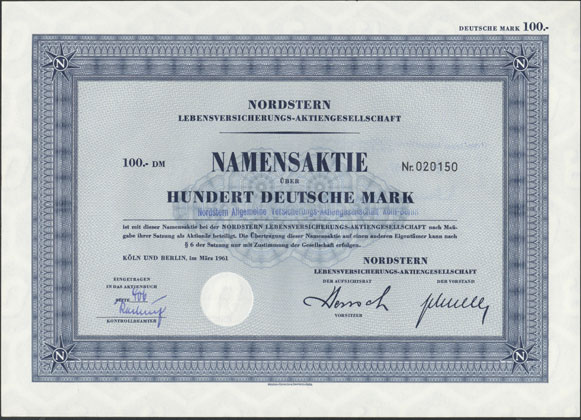 DEUTSCHE MARK 100.-
N N
NORDSTERN
LEBENSVERSICHERUNGS-AKTIENGESELLSCHAFT
100.- DM NAMENSAKTIE Nr. 020150
ÜBER
HUNDERT DEUTSCHE MARK
Nordstern Allgemeine Versicherungs-Aktiengesellschaft Köln-Berlin
ist mit dieser Namensaktie bei der NORDSTERN LEBENSVERSICHERUNGS-AKTIENGESELLSCHAFT nach Maß-
gabe ihrer Satzung als Aktionär beteiligt. Die Übertragung dieser Namensaktie auf einen anderen Eigentümer kann nach
§ 6 der Satzung nur mit Zustimmung der Gesellschaft erfolgen.
KÖLN UND BERLIN, im März 1961
NORDSTERN
LEBENSVERSICHERUNGS-AKTIENGESELLSCHAFT
EINGETRAGEN
IN DAS AKTIENBUCH
DER AUFSICHTSRAT DER VORSTAND
VORSITZER
KONTROLLBEAMTER
N N